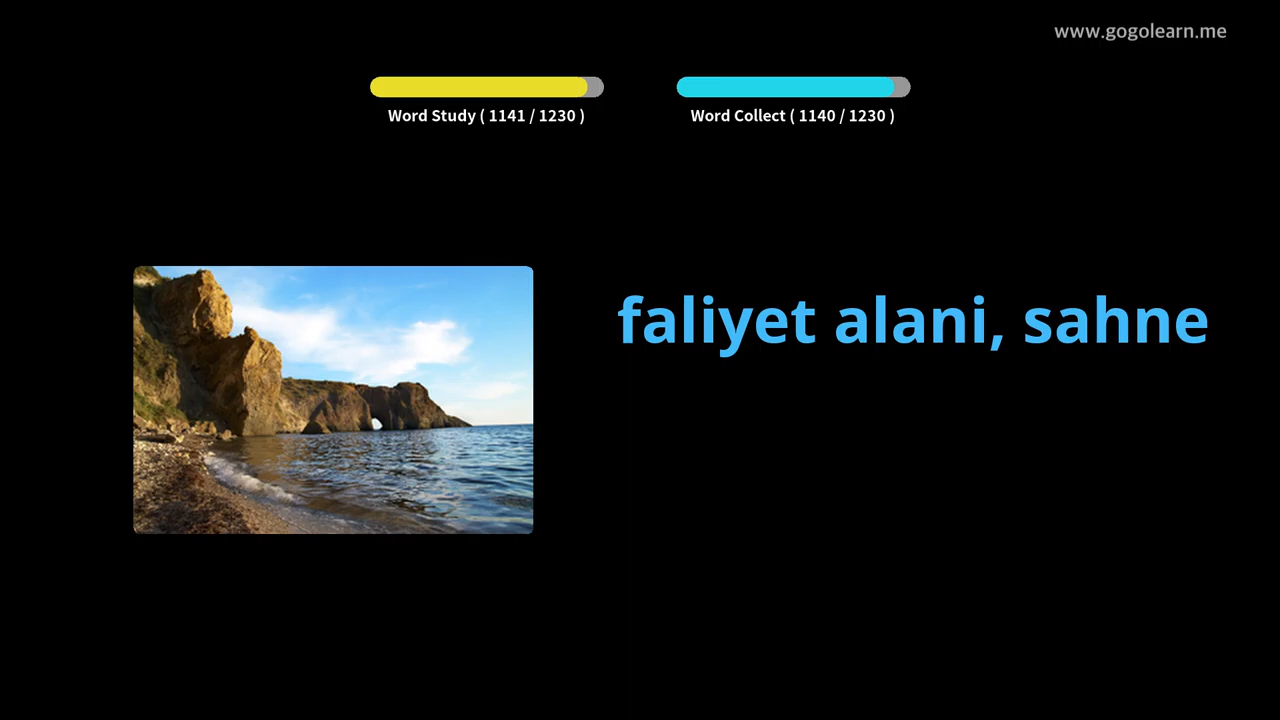 www.gogolearn.me
Word Study ( 1141 / 1230 )
Word Collect ( 1140 / 1230 )
faliyet alani, sahne